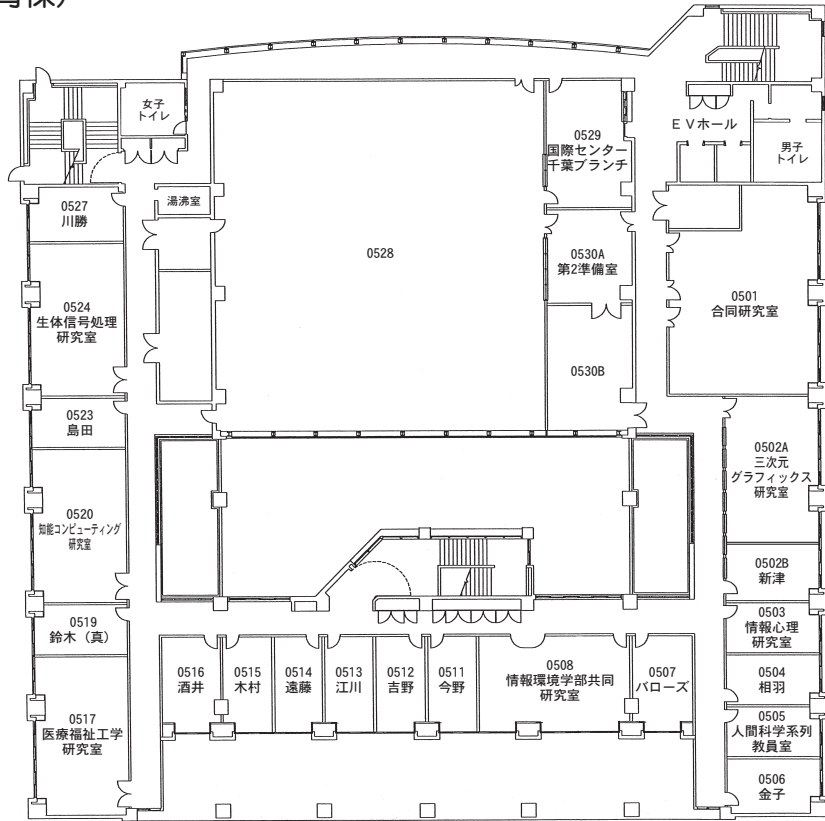 女子
トイレ
湯沸室
0527
川勝
0524
生体信号処理
研究室
0523
島田
0520
知能コンピューティング
研究室
0519
鈴木（真）
0517
医療福祉工学
研究室
0528
0529
国際センター
千葉ブランチ
0530A
第2準備室
0530B
ＥＶホール
男子
トイレ
0501
合同研究室
0502A
三次元
グラフィックス
研究室
0502B
新津
0503
情報心理
研究室
0504
相羽
0505
人間科学系列
教員室
0506
金子
0516
酒井
0515
木村
0514
遠藤
0513
江川
0512
吉野
0511
今野
0508
情報環境学部共同
研究室
0507
バローズ